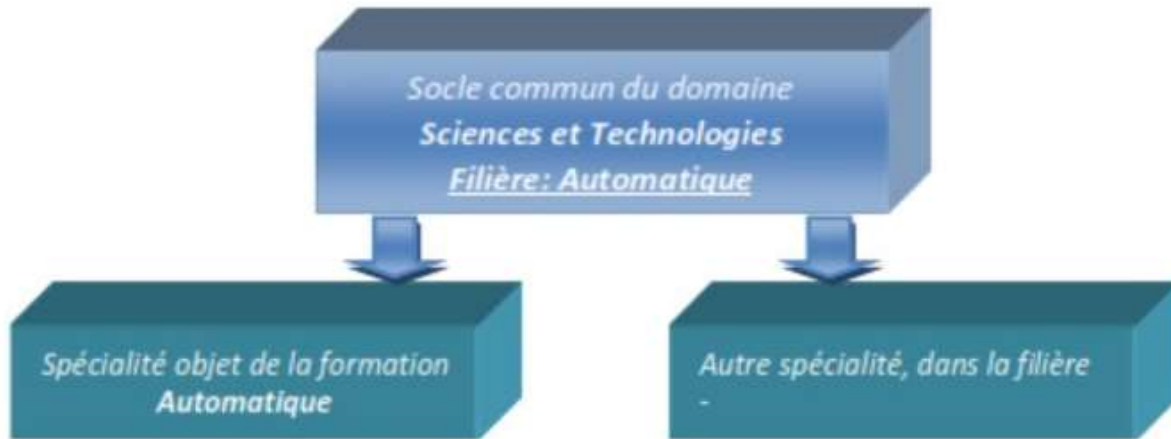 Socle commun du domaine
Sciences et Technologies
Filière: Automatique
Spécialité objet de la formation
Automatique
Autre spécialité, dans la filière
-